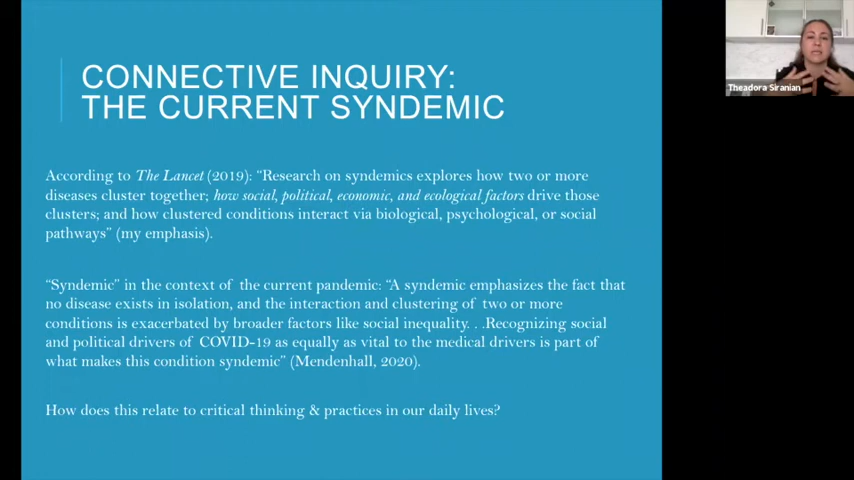 CONNECTIVE INQUIRY:
THE CURRENT SYNDEMIC
Theadora Siranian
According to The Lancet (2019): “Research on syndemics explores how two or more
diseases cluster together; how social, political, economic, and ecological factors drive those
clusters; and how clustered conditions interact via biological, psychological, or social
pathways” (my emphasis).
“Syndemic” in the context of the current pandemic: “A syndemic emphasizes the fact that
no disease exists in isolation, and the interaction and clustering of two or more
conditions is exacerbated by broader factors like social inequality. . .Recognizing social
and political drivers of COVID-19 as equally as vital to the medical drivers is part of
what makes this condition syndemic” (Mendenhall, 2020).
How does this relate to critical thinking & practices in our daily lives?